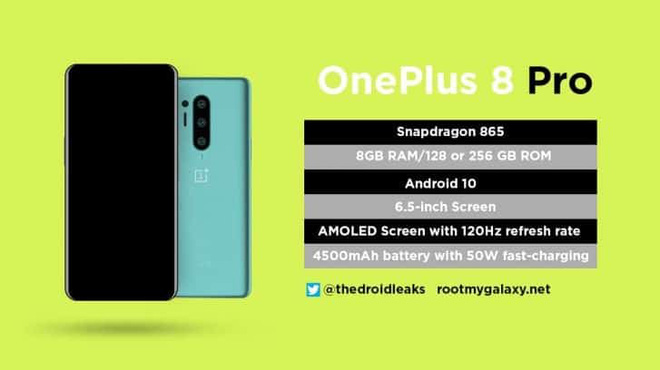 OnePlus 8 Pro
Snapdragon 865
8GB RAM/128 or 256 GB ROM
Android 10
6.5-inch Screen
AMOLED Screen with 120Hz refresh rate
4500mAh battery with 50W fast-charging
@thedroidleaks rootmygalaxy.net